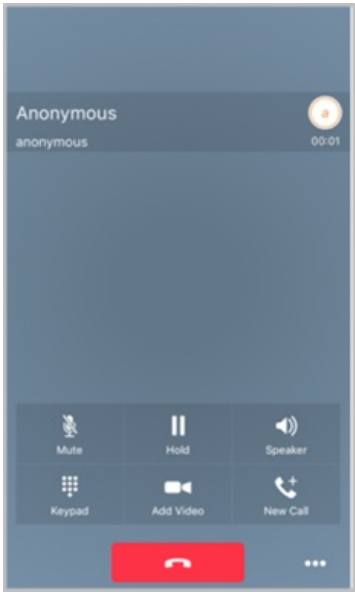 Anonymous
a
anonymous
00:01
Mute
Hold
Speaker
Keypad
Add Video
New Call